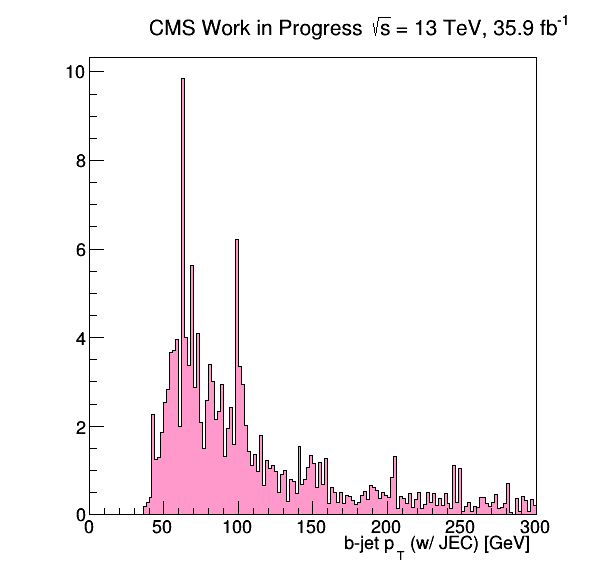 CMS Work in Progress √s = 13 TeV, 35.9 fb⁻¹
10
8
6
4
2
0
0 50 100 150 200 250 300
b-jet p_T (w/ JEC) [GeV]